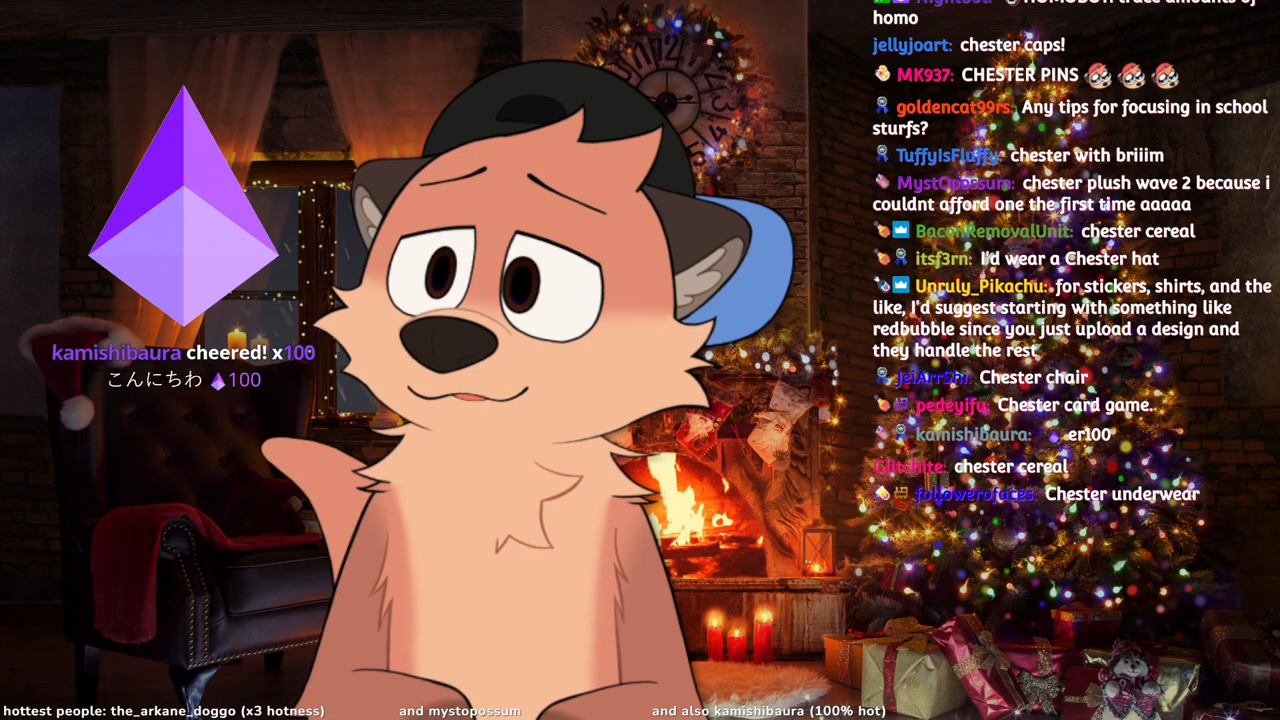 kamishibaura cheered! x100
こんにちわ 100
homo
jellyjoart: chester caps!
MK937: CHESTER PINS
goldencat99rs: Any tips for focusing in school
sturfs?
TuffyIsFluffy: chester with briiim
MystOpossum: chester plush wave 2 because i
couldnt afford one the first time aaaaa
BaconRemovalUnit: chester cereal
itsf3rn: I'd wear a Chester hat
Unruly_Pikachu: for stickers, shirts, and the
like, I'd suggest starting with something like
redbubble since you just upload a design and
they handle the rest
JeiArrShi: Chester chair
pedeyifu: Chester card game.
kamishibaura: er100
Glitchite: chester cereal
followerofaces: Chester underwear
hottest people: the_arkane_doggo (x3 hotness) and mystopossum and also kamishibaura (100% hot)